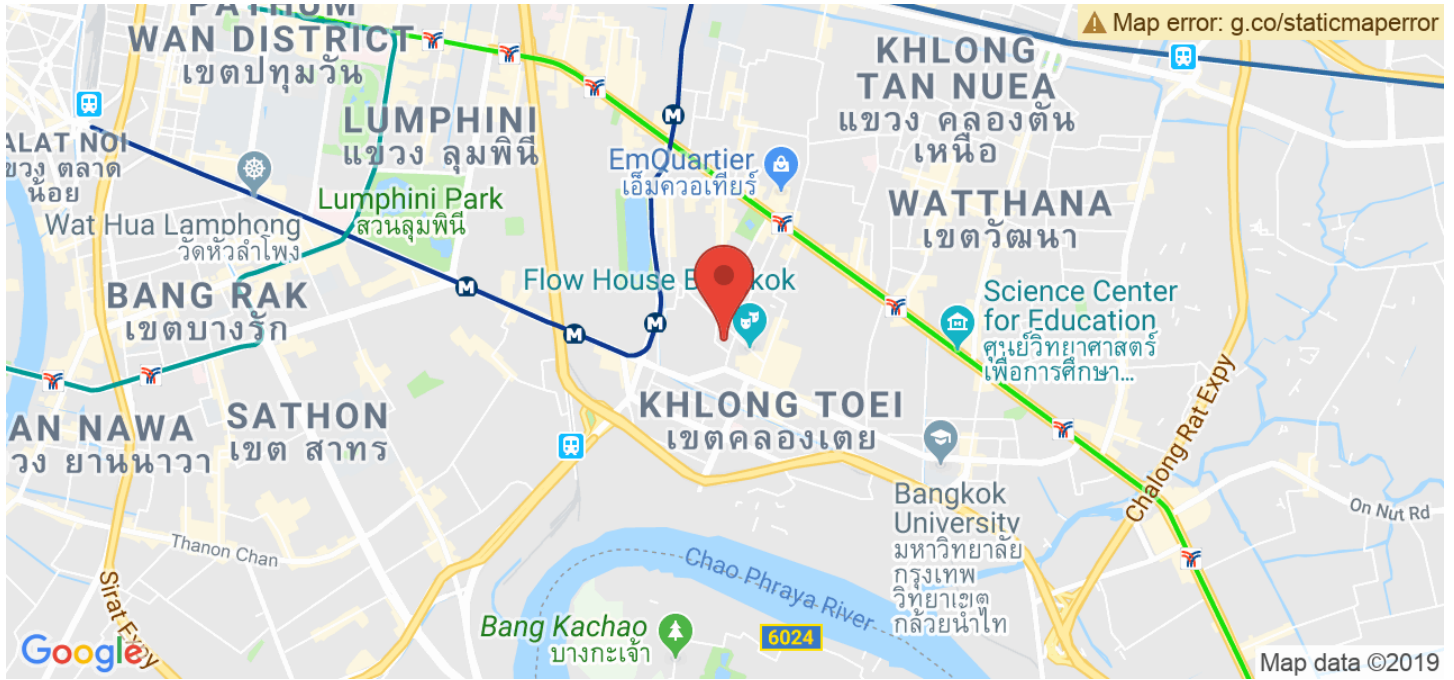 PATHUM
WAN DISTRICT
เขตปทุมวัน
Map error: g.co/staticmaperror
KHLONG
TAN NUEA
แขวง คลองตัน
เหนือ
LUMPHINI
แขวง ลุมพินี
ALAT NOI
ขวง ตลาด
น้อย
M
EmQuartier
เอ็มควอเทียร์
Lumphini Park
สวนลุมพินี
Wat Hua Lamphong
วัดหัวลำโพง
WATTHANA
เขตวัฒนา
BANG RAK
เขตบางรัก
M
Flow House B kok
M
M
Science Center
for Education
ศูนย์วิทยาศาสตร์
เพื่อการศึกษา...
AN NAWA
วง ยานนาวา
SATHON
เขต สาทร
KHLONG TOEI
เขตคลองเตย
Chalong Rat Expy
Bangkok
University
มหาวิทยาลัย
กรุงเทพ
วิทยาเขต
กล้วยน้ำไท
On Nut Rd
Thanon Chan
Chao Phraya River
Sirat Expy
Bang Kachao
บางกะเจ้า
6024
Google
Map data ©2019